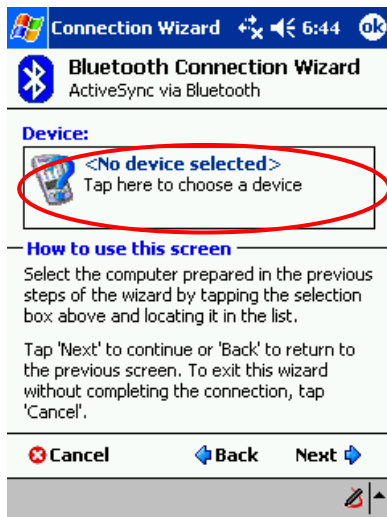 Connection Wizard 6:44 ok
Bluetooth Connection Wizard
ActiveSync via Bluetooth
Device:
<No device selected>
Tap here to choose a device
How to use this screen
Select the computer prepared in the previous
steps of the wizard by tapping the selection
box above and locating it in the list.
Tap 'Next' to continue or 'Back' to return to
the previous screen. To exit this wizard
without completing the connection, tap
'Cancel'.
Cancel Back Next